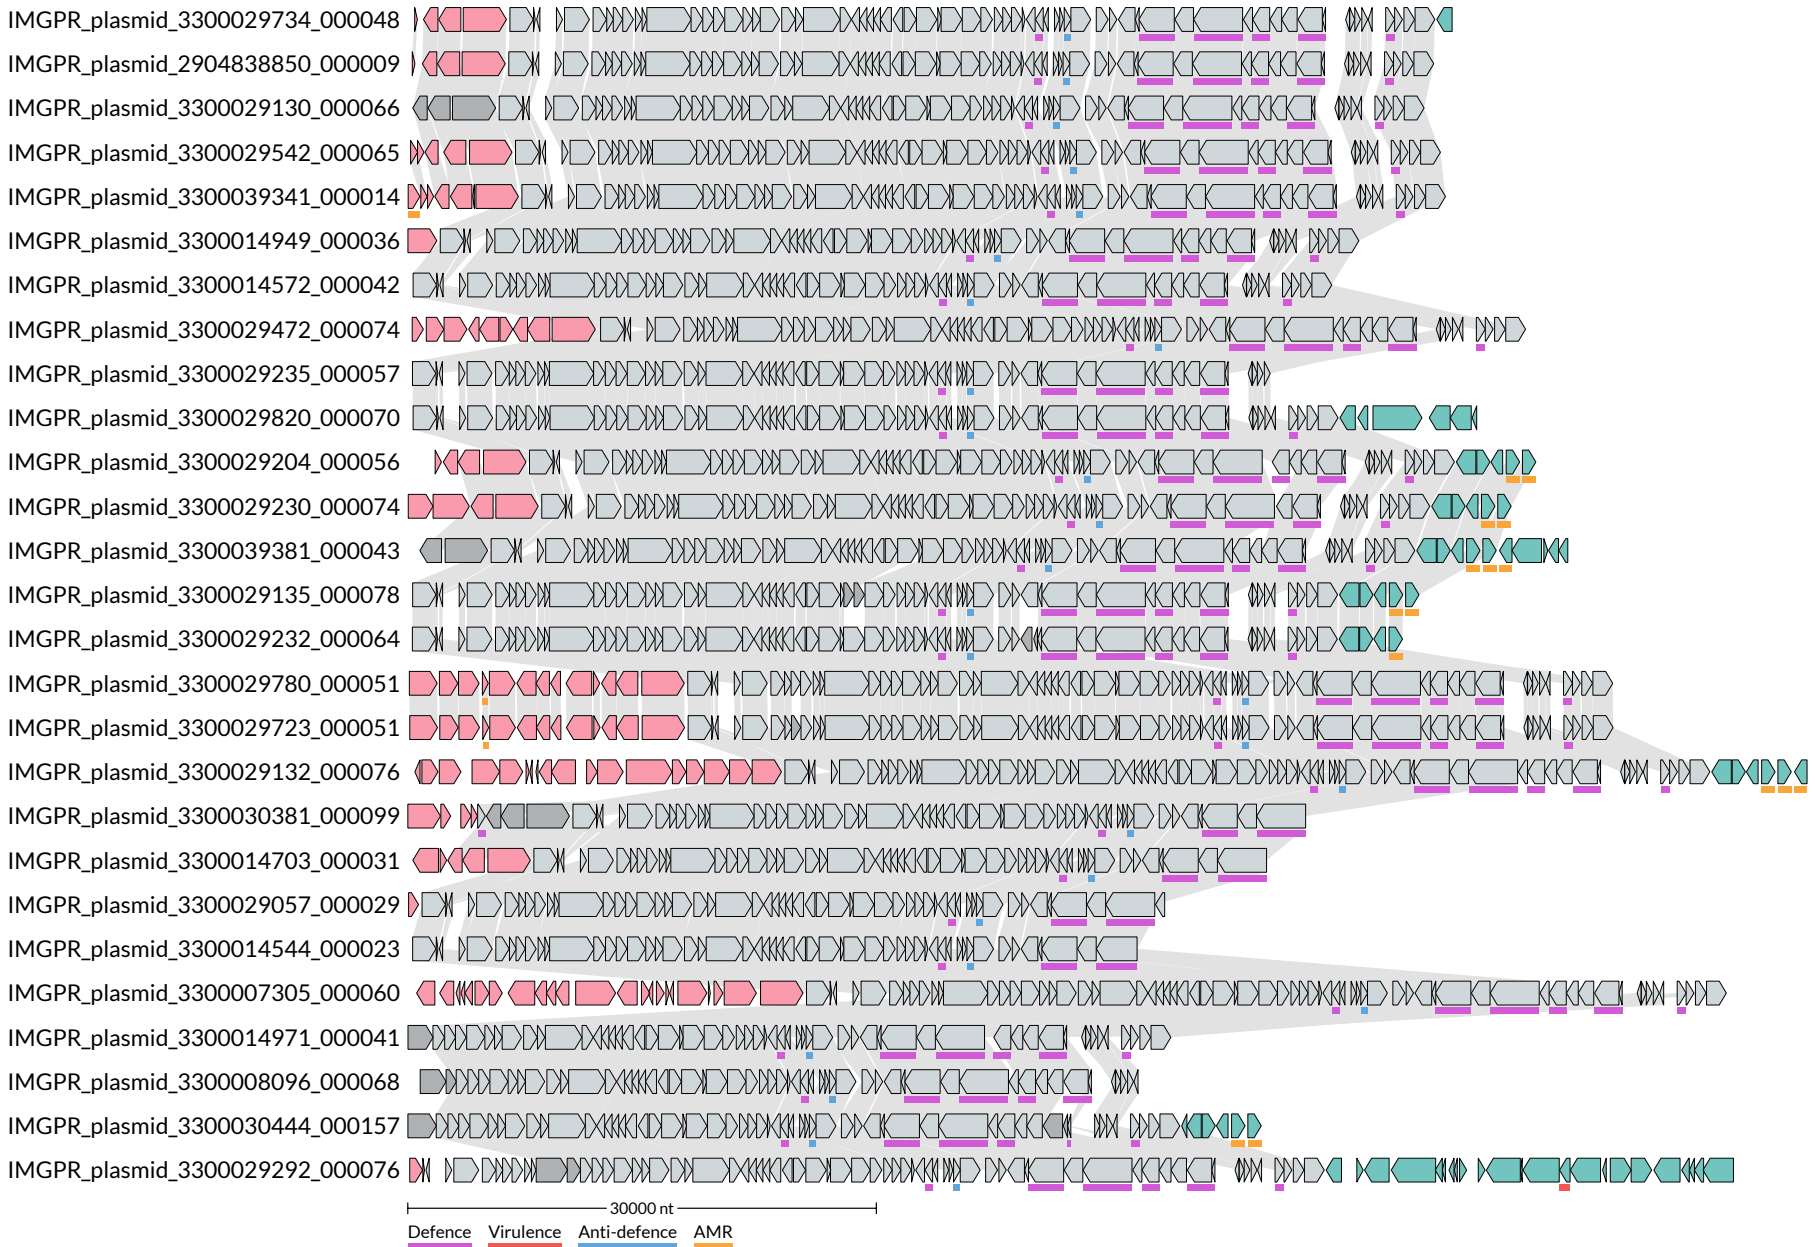 IMGPR_plasmid_3300029734_000048
IMGPR_plasmid_2904838850_000009
IMGPR_plasmid_3300029130_000066
IMGPR_plasmid_3300029542_000065
IMGPR_plasmid_3300039341_000014
IMGPR_plasmid_3300014949_000036
IMGPR_plasmid_3300014572_000042
IMGPR_plasmid_3300029472_000074
IMGPR_plasmid_3300029235_000057
IMGPR_plasmid_3300029820_000070
IMGPR_plasmid_3300029204_000056
IMGPR_plasmid_3300029230_000074
IMGPR_plasmid_3300039381_000043
IMGPR_plasmid_3300029135_000078
IMGPR_plasmid_3300029232_000064
IMGPR_plasmid_3300029780_000051
IMGPR_plasmid_3300029723_000051
IMGPR_plasmid_3300029132_000076
IMGPR_plasmid_3300030381_000099
IMGPR_plasmid_3300014703_000031
IMGPR_plasmid_3300029057_000029
IMGPR_plasmid_3300014544_000023
IMGPR_plasmid_3300007305_000060
IMGPR_plasmid_3300014971_000041
IMGPR_plasmid_3300008096_000068
IMGPR_plasmid_3300030444_000157
IMGPR_plasmid_3300029292_000076
30000 nt
Defence Virulence Anti-defence AMR